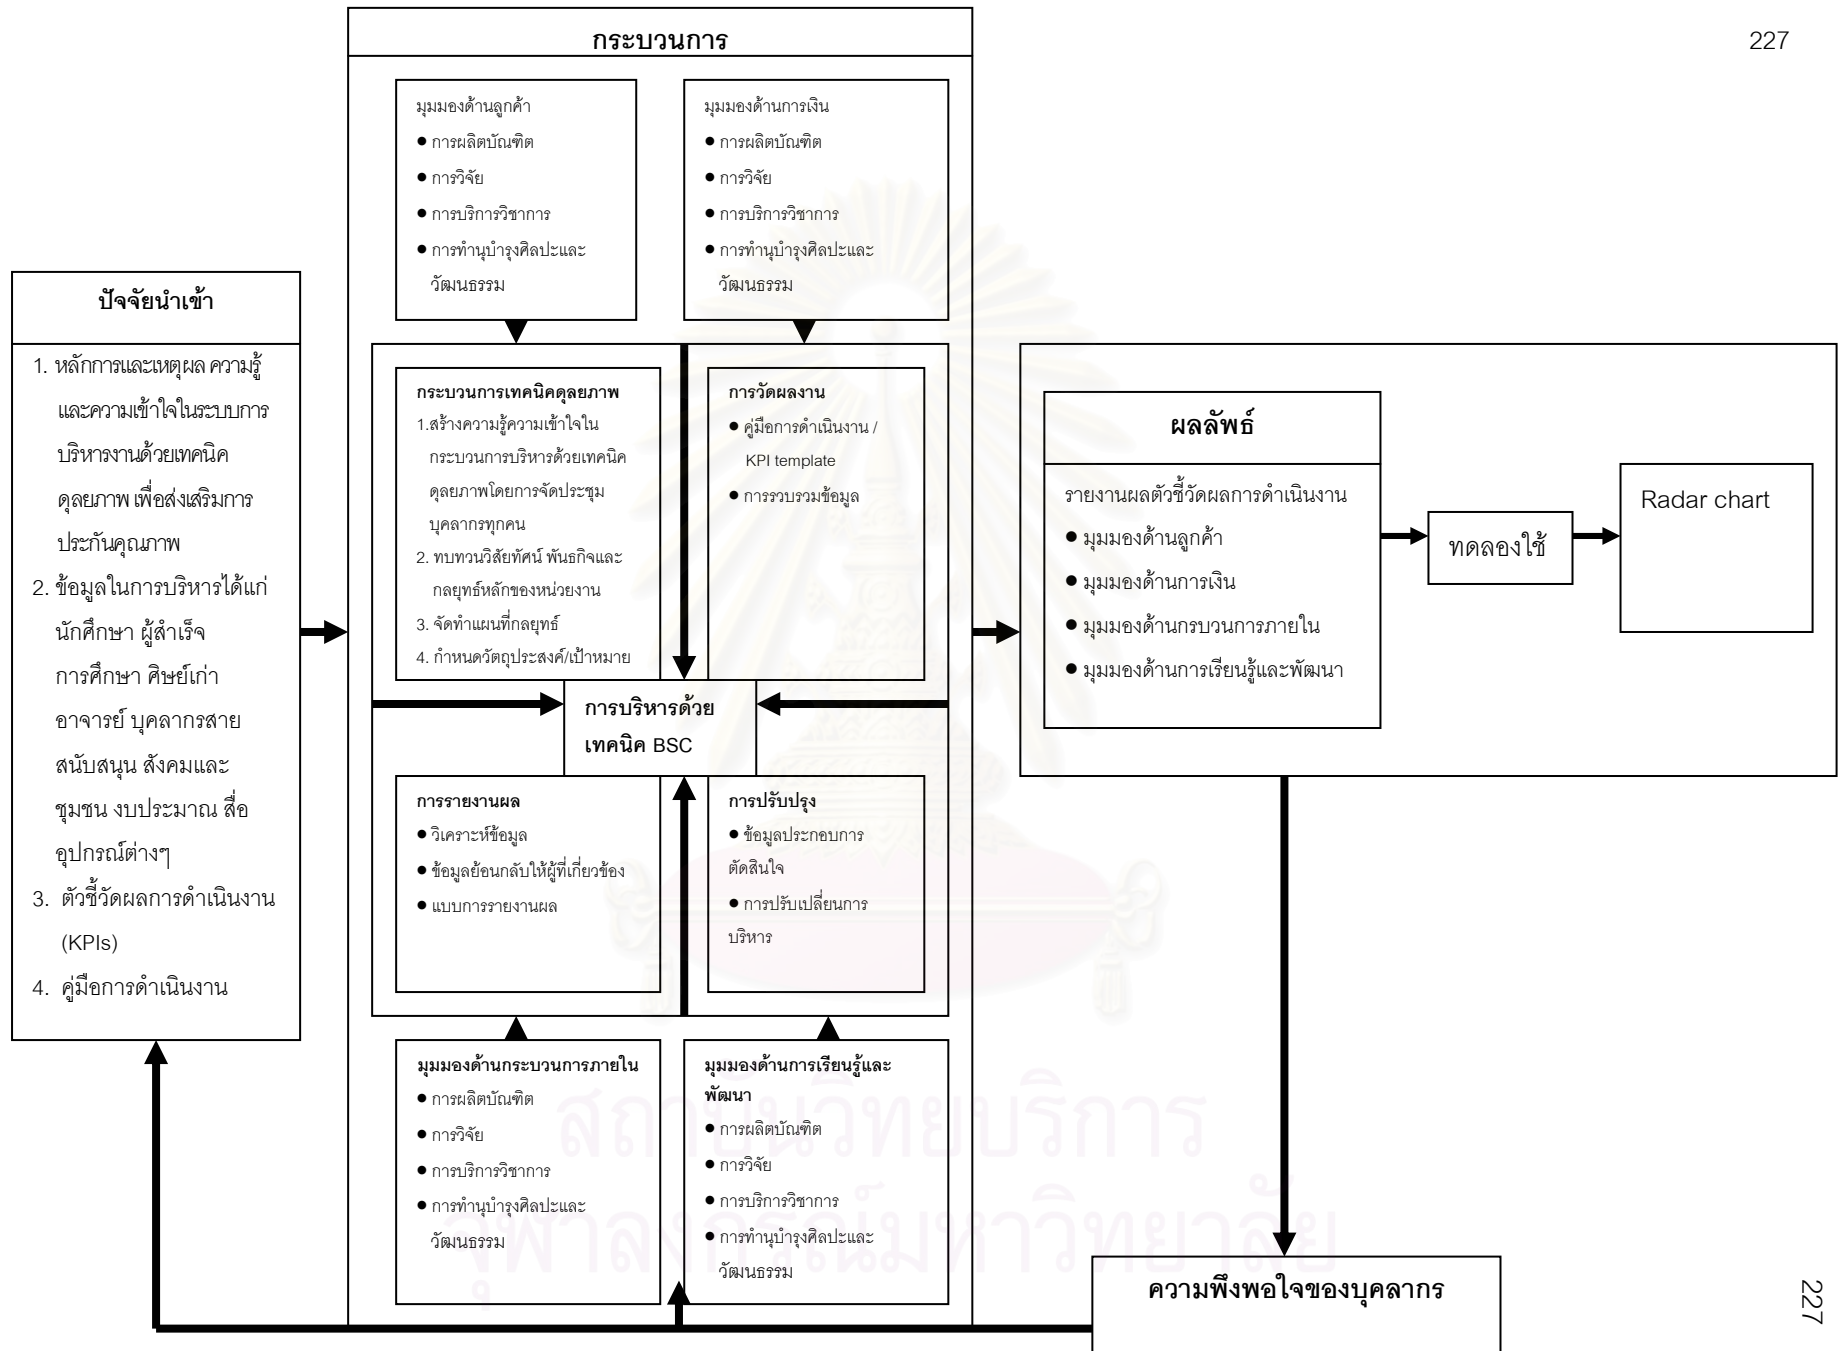 227
กระบวนการ
มุมมองด้านลูกค้า
● การผลิตบัณฑิต
● การวิจัย
● การบริการวิชาการ
● การทำนุบำรุงศิลปะและ
วัฒนธรรม
มุมมองด้านการเงิน
● การผลิตบัณฑิต
● การวิจัย
● การบริการวิชาการ
● การทำนุบำรุงศิลปะและ
วัฒนธรรม
ปัจจัยนำเข้า
1. หลักการและเหตุผล ความรู้
และความเข้าใจในระบบการ
บริหารงานด้วยเทคนิค
ดุลยภาพ เพื่อส่งเสริมการ
ประกันคุณภาพ
2. ข้อมูลในการบริหารได้แก่
นักศึกษา ผู้สำเร็จ
การศึกษา ศิษย์เก่า
อาจารย์ บุคลากรสาย
สนับสนุน สังคมและ
ชุมชน งบประมาณ สื่อ
อุปกรณ์ต่างๆ
3. ตัวชี้วัดผลการดำเนินงาน
(KPIs)
4. คู่มือการดำเนินงาน
กระบวนการเทคนิคดุลยภาพ
1.สร้างความรู้ความเข้าใจใน
กระบวนการบริหารด้วยเทคนิค
ดุลยภาพโดยการจัดประชุม
บุคลากรทุกคน
2. ทบทวนวิสัยทัศน์ พันธกิจและ
กลยุทธ์หลักของหน่วยงาน
3. จัดทำแผนที่กลยุทธ์
4. กำหนดวัตถุประสงค์/เป้าหมาย
การวัดผลงาน
● คู่มือการดำเนินงาน /
KPI template
● การรวบรวมข้อมูล
การบริหารด้วย
เทคนิค BSC
การรายงานผล
● วิเคราะห์ข้อมูล
● ข้อมูลย้อนกลับให้ผู้ที่เกี่ยวข้อง
● แบบการรายงานผล
การปรับปรุง
● ข้อมูลประกอบการ
ตัดสินใจ
● การปรับเปลี่ยนการ
บริหาร
มุมมองด้านกระบวนการภายใน
● การผลิตบัณฑิต
● การวิจัย
● การบริการวิชาการ
● การทำนุบำรุงศิลปะและ
วัฒนธรรม
มุมมองด้านการเรียนรู้และ
พัฒนา
● การผลิตบัณฑิต
● การวิจัย
● การบริการวิชาการ
● การทำนุบำรุงศิลปะและ
วัฒนธรรม
ผลลัพธ์
รายงานผลตัวชี้วัดผลการดำเนินงาน
● มุมมองด้านลูกค้า
● มุมมองด้านการเงิน
● มุมมองด้านกรบวนการภายใน
● มุมมองด้านการเรียนรู้และพัฒนา
ทดลองใช้
Radar chart
ความพึงพอใจของบุคลากร
227
สถาบันวิทยบริการ
จุฬาลงกรณ์มหาวิทยาลัย